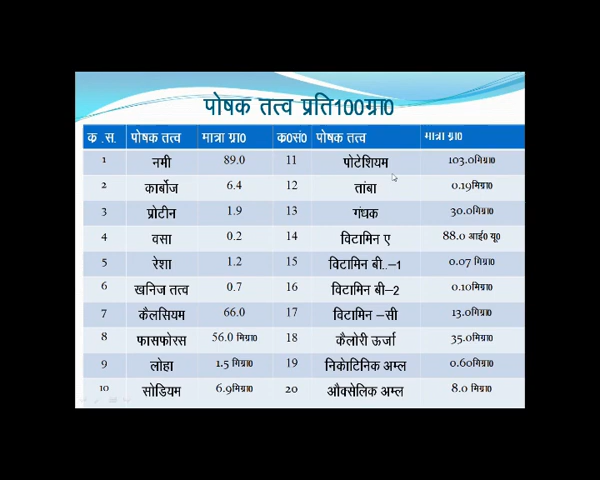 पोषक तत्व प्रति100ग्रा0
क .स. पोषक तत्व मात्रा ग्रा0 क0सं0 पोषक तत्व मात्रा ग्रा0
1 नमी 89.0 11 पोटेशियम 103.0मिग्रा0
2 कार्बोज 6.4 12 तांबा 0.19मिग्रा0
3 प्रोटीन 1.9 13 गंधक 30.0मिग्रा0
4 वसा 0.2 14 विटामिन ए 88.0 आई0 यू0
5 रेशा 1.2 15 विटामिन बी..–1 0.07 मिग्रा0
6 खनिज तत्व 0.7 16 विटामिन बी–2 0.10मिग्रा0
7 कैलसियम 66.0 17 विटामिन –सी 13.0मिग्रा0
8 फासफोरस 56.0 मिग्रा0 18 कैलोरी ऊर्जा 35.0मिग्रा0
9 लोहा 1.5 मिग्रा0 19 निकोटिनिक अम्ल 0.60मिग्रा0
10 सोडियम 6.9मिग्रा0 20 औक्सेलिक अम्ल 8.0 मिग्रा0